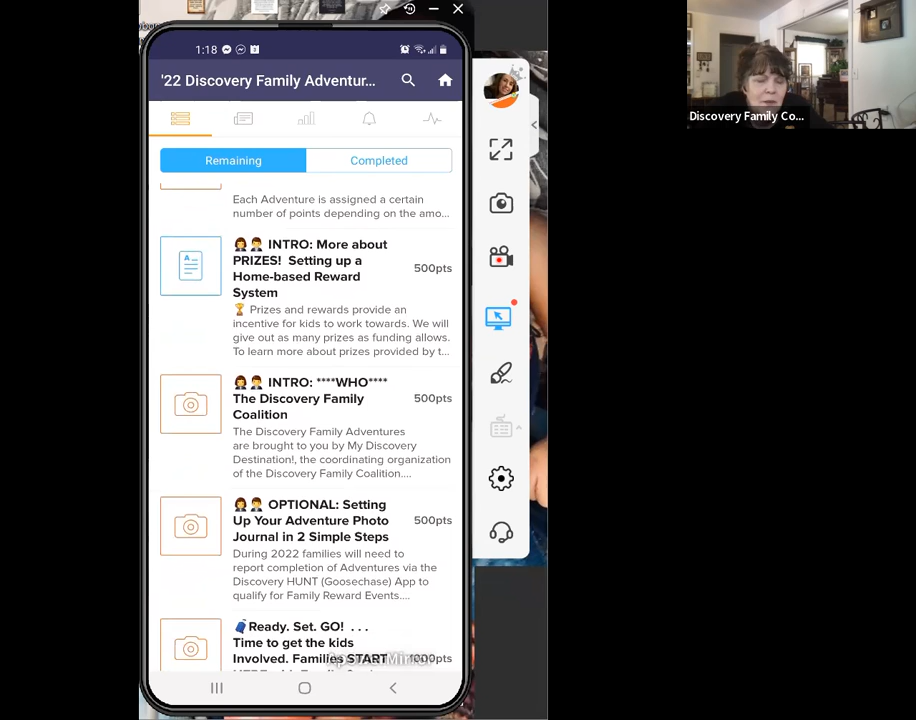 1:18
'22 Discovery Family Adventur...
Remaining
Completed
Each Adventure is assigned a certain
number of points depending on the amo...
INTRO: More about
PRIZES! Setting up a
Home-based Reward
System
500pts
🏆 Prizes and rewards provide an
incentive for kids to work towards. We will
give out as many prizes as funding allows.
To learn more about prizes provided by t...
INTRO: ****WHO****
The Discovery Family
Coalition
500pts
The Discovery Family Adventures
are brought to you by My Discovery
Destination!, the coordinating organization
of the Discovery Family Coalition....
OPTIONAL: Setting
Up Your Adventure Photo
Journal in 2 Simple Steps
500pts
During 2022 families will need to
report completion of Adventures via the
Discovery HUNT (Goosechase) App to
qualify for Family Reward Events....
Ready. Set. GO! . . .
Time to get the kids
Involved. Families START
1000pts
Discovery Family Co...